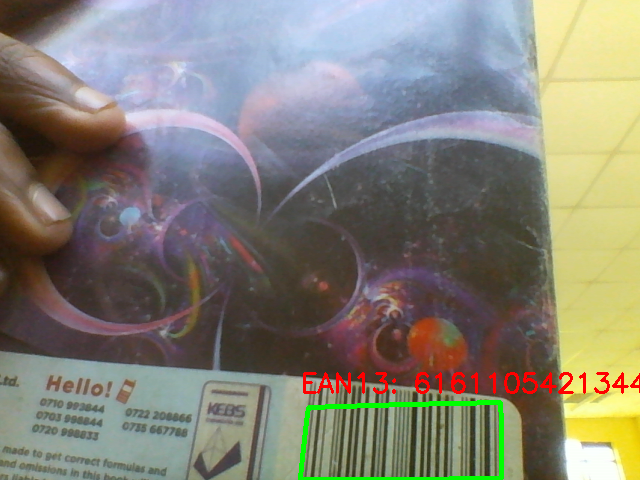 EAN13: 6161105421344
Ltd.
Hello!
0710 993844 0722 208866
0703 998844 0735 667788
0720 998833
KEBS
made to get correct formulas and
and omissions in this book